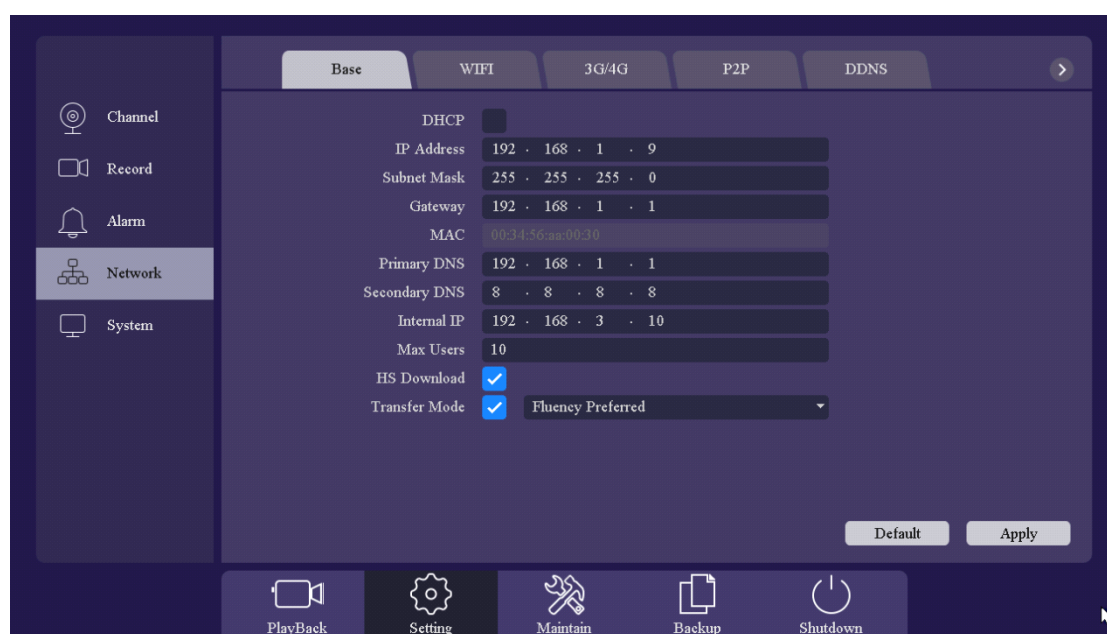 Base WIFI 3G/4G P2P DDNS
Channel
Record
Alarm
Network
System
DHCP
IP Address 192 . 168 . 1 . 9
Subnet Mask 255 . 255 . 255 . 0
Gateway 192 . 168 . 1 . 1
MAC 00:34:56:aa:00:30
Primary DNS 192 . 168 . 1 . 1
Secondary DNS 8 . 8 . 8 . 8
Internal IP 192 . 168 . 3 . 10
Max Users 10
HS Download
Transfer Mode Fluency Preferred
Default Apply
PlayBack Setting Maintain Backup Shutdown